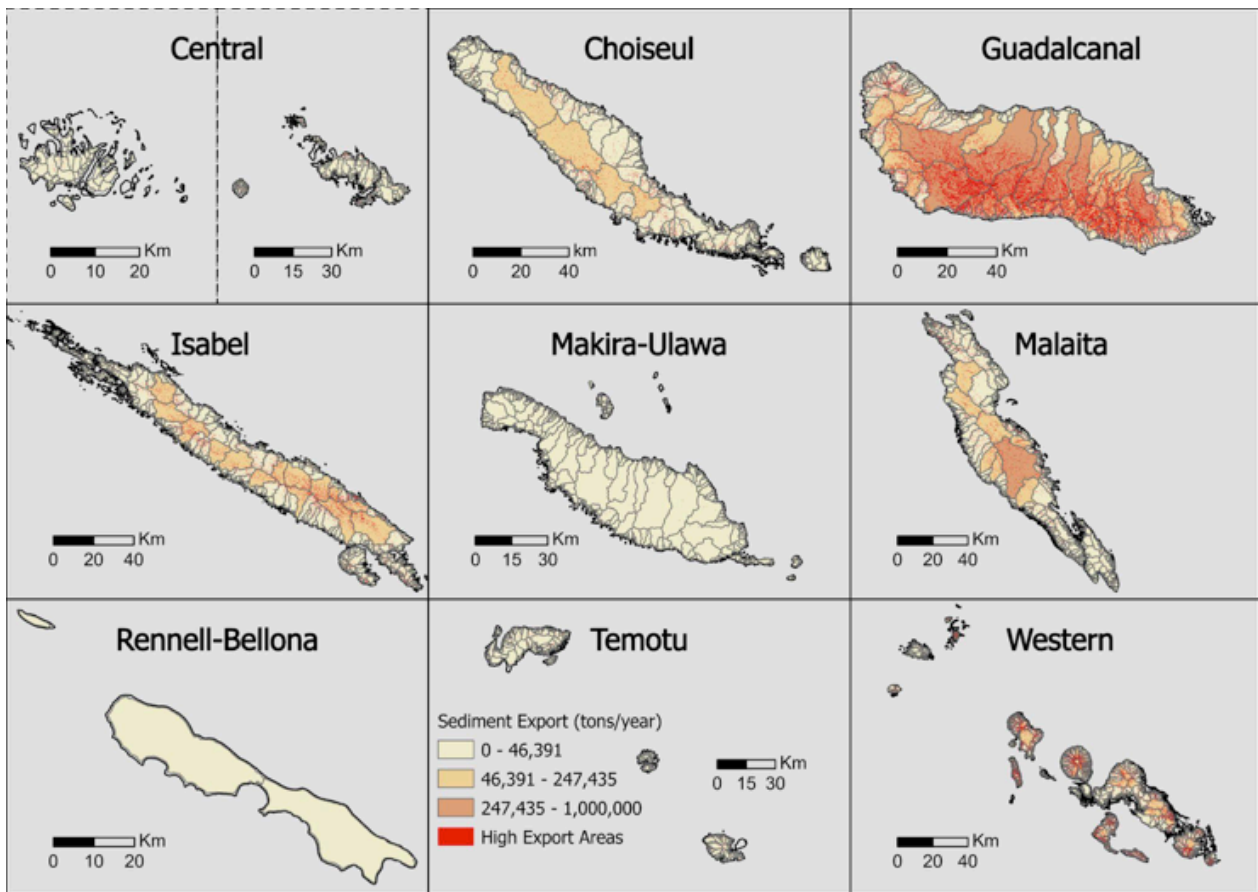 Central
Choiseul
Guadalcanal
Km
0 10 20
Km
0 15 30
km
0 20 40
Km
0 20 40
Isabel
Makira-Ulawa
Malaita
Km
0 20 40
Km
0 15 30
Km
0 20 40
Rennell-Bellona
Temotu
Western
Sediment Export (tons/year)
0 - 46,391
46,391 - 247,435
247,435 - 1,000,000
High Export Areas
Km
0 10 20
Km
0 15 30
Km
0 20 40